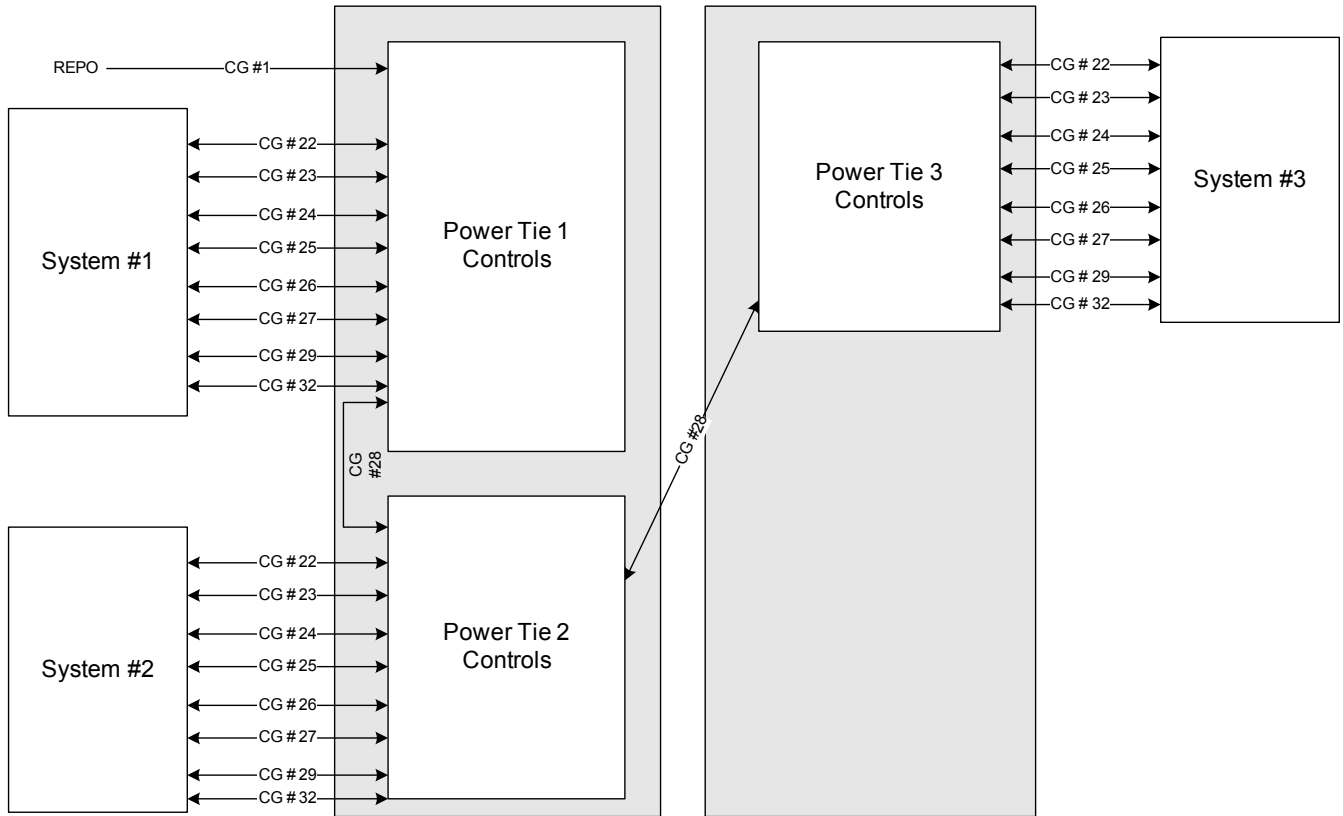 REPO
CG #1
CG # 22
CG # 23
CG # 24
CG # 25
CG # 26
CG # 27
CG # 29
CG # 32
System #1
Power Tie 1
Controls
CG
#28
CG # 22
CG # 23
CG # 24
CG # 25
CG # 26
CG # 27
CG # 29
CG # 32
System #2
Power Tie 2
Controls
CG #28
Power Tie 3
Controls
CG # 22
CG # 23
CG # 24
CG # 25
CG # 26
CG # 27
CG # 29
CG # 32
System #3